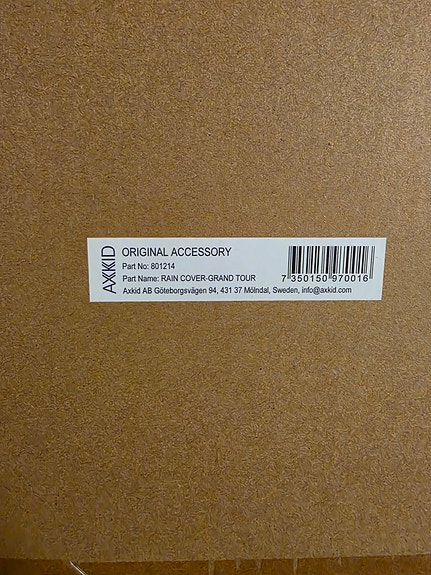 AXKID
ORIGINAL ACCESSORY
Part No: 801214
Part Name: RAIN COVER-GRAND TOUR
7 350150 970016
Axkid AB Göteborgsvägen 94, 431 37 Mölndal, Sweden, info@axkid.com